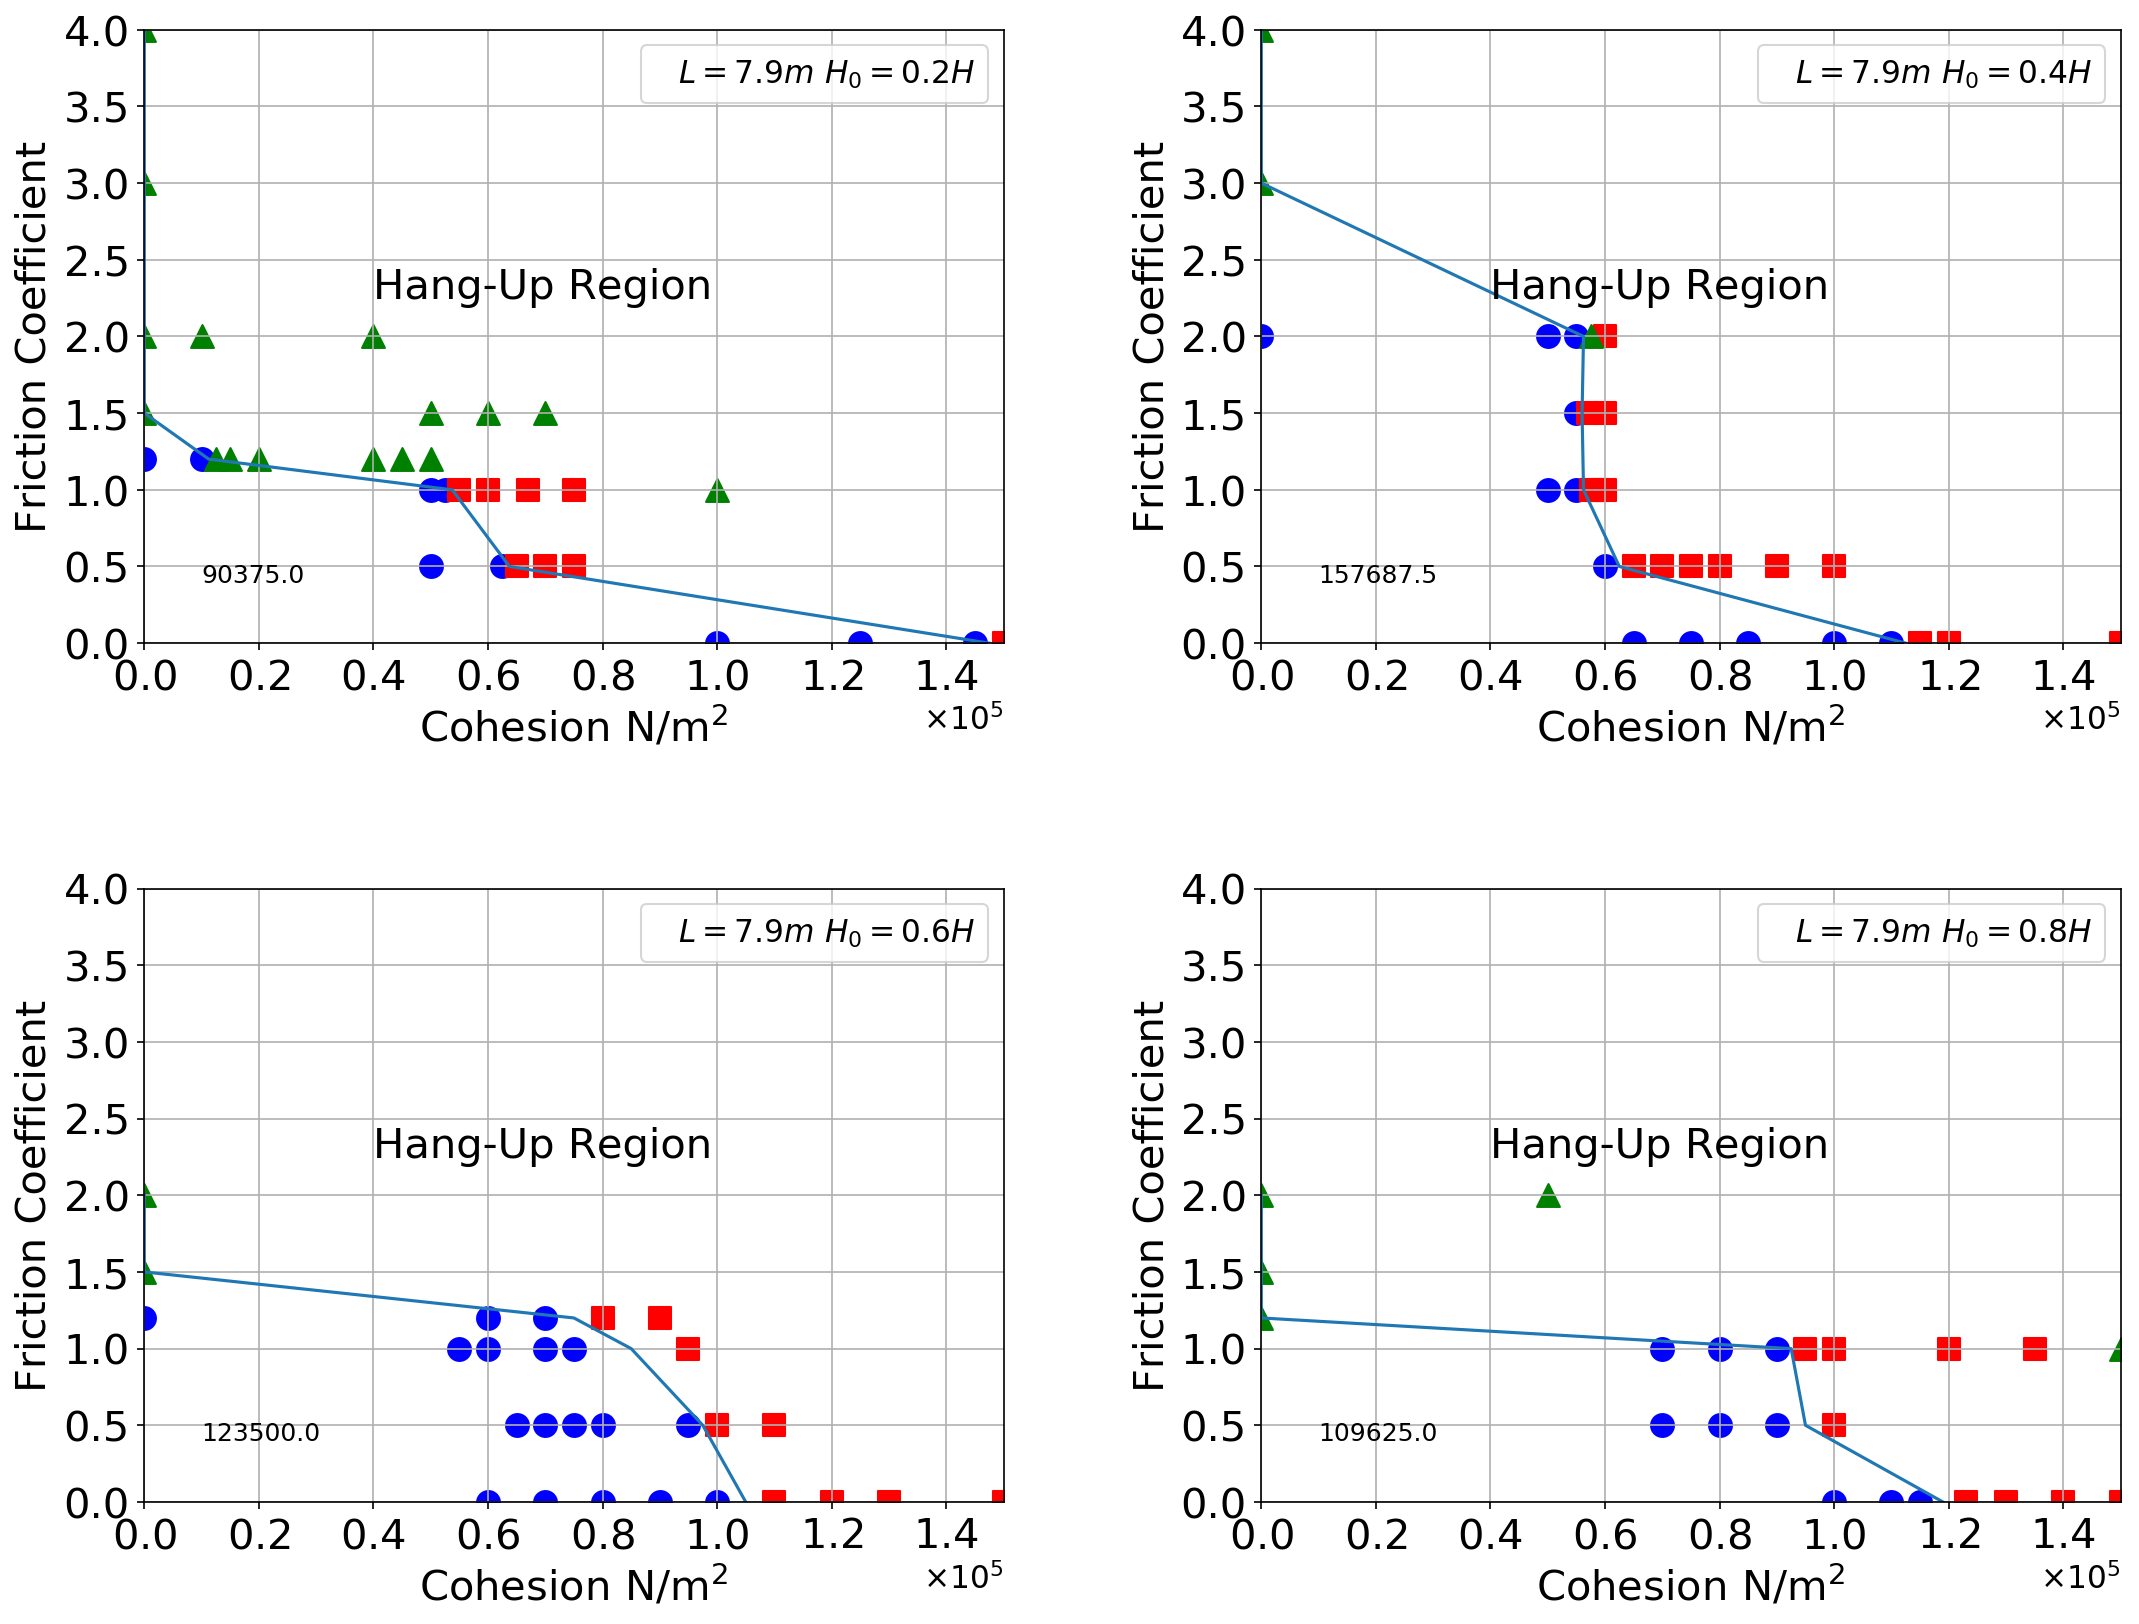 4.0
3.5
3.0
2.5
2.0
1.5
1.0
0.5
0.0
Friction Coefficient
L = 7.9m H₀ = 0.2H
Hang-Up Region
90375.0
0.0 0.2 0.4 0.6 0.8 1.0 1.2 1.4
×10⁵
Cohesion N/m²
4.0
3.5
3.0
2.5
2.0
1.5
1.0
0.5
0.0
Friction Coefficient
L = 7.9m H₀ = 0.4H
Hang-Up Region
157687.5
0.0 0.2 0.4 0.6 0.8 1.0 1.2 1.4
×10⁵
Cohesion N/m²
4.0
3.5
3.0
2.5
2.0
1.5
1.0
0.5
0.0
Friction Coefficient
L = 7.9m H₀ = 0.6H
Hang-Up Region
123500.0
0.0 0.2 0.4 0.6 0.8 1.0 1.2 1.4
×10⁵
Cohesion N/m²
4.0
3.5
3.0
2.5
2.0
1.5
1.0
0.5
0.0
Friction Coefficient
L = 7.9m H₀ = 0.8H
Hang-Up Region
109625.0
0.0 0.2 0.4 0.6 0.8 1.0 1.2 1.4
×10⁵
Cohesion N/m²